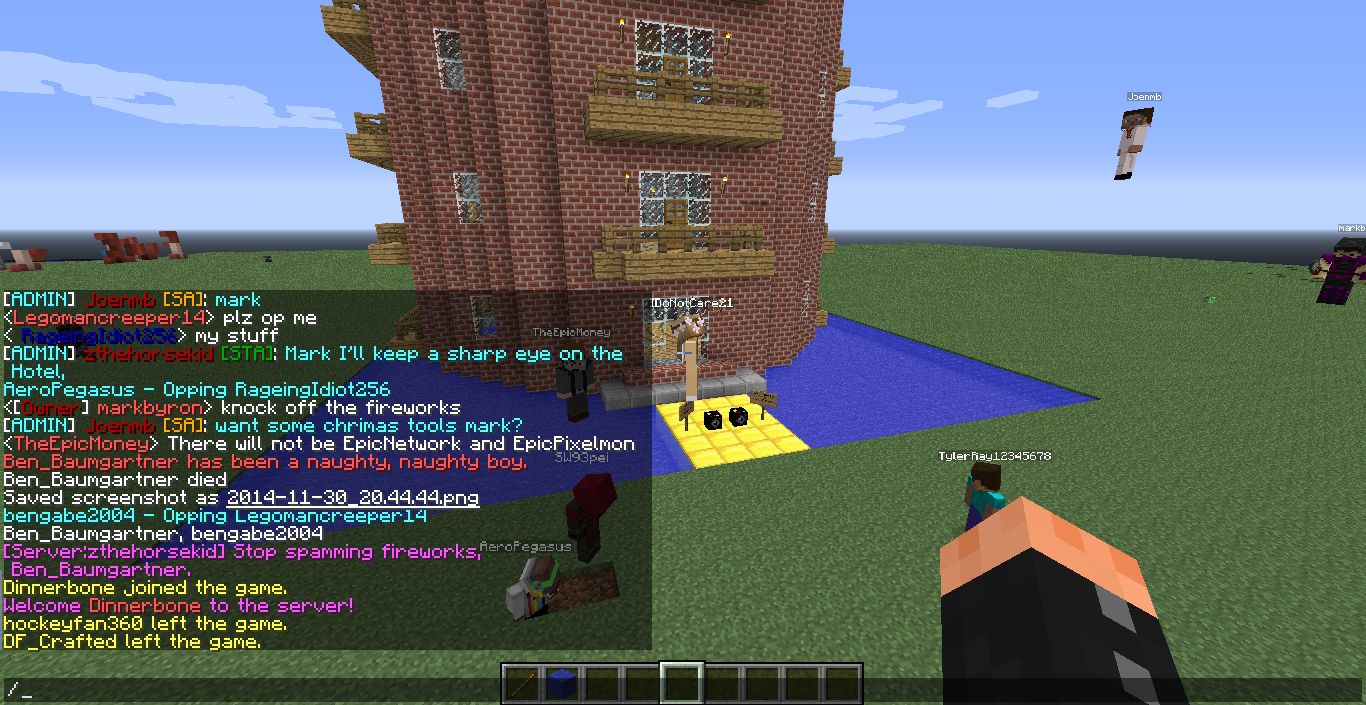 Joenmb
markb
IDoNotCare21
TheEpicMoney
[ADMIN] Joenmb [SA]: mark
<Legomancreeper14> plz op me
< RageingIdiot256> my stuff
[ADMIN] zthehorsekid [STA]: Mark I'll keep a sharp eye on the
Hotel,
AeroPegasus - Opping RageingIdiot256
<[Owner] markbyron> knock off the fireworks
[ADMIN] Joenmb [SA]: want some chrimas tools mark?
<TheEpicMoney> There will not be EpicNetwork and EpicPixelmon
Ben_Baumgartner has been a naughty, naughty boy.
SW93pei
TylerRay12345678
Ben_Baumgartner died
Saved screenshot as 2014-11-30_20.44.44.png
bengabe2004 - Opping Legomancreeper14
Ben_Baumgartner, bengabe2004
[Server:zthehorsekid] Stop spamming fireworks,
AeroPegasus
Ben_Baumgartner.
Dinnerbone joined the game.
Welcome Dinnerbone to the server!
hockeyfan360 left the game.
DF_Crafted left the game.
/_